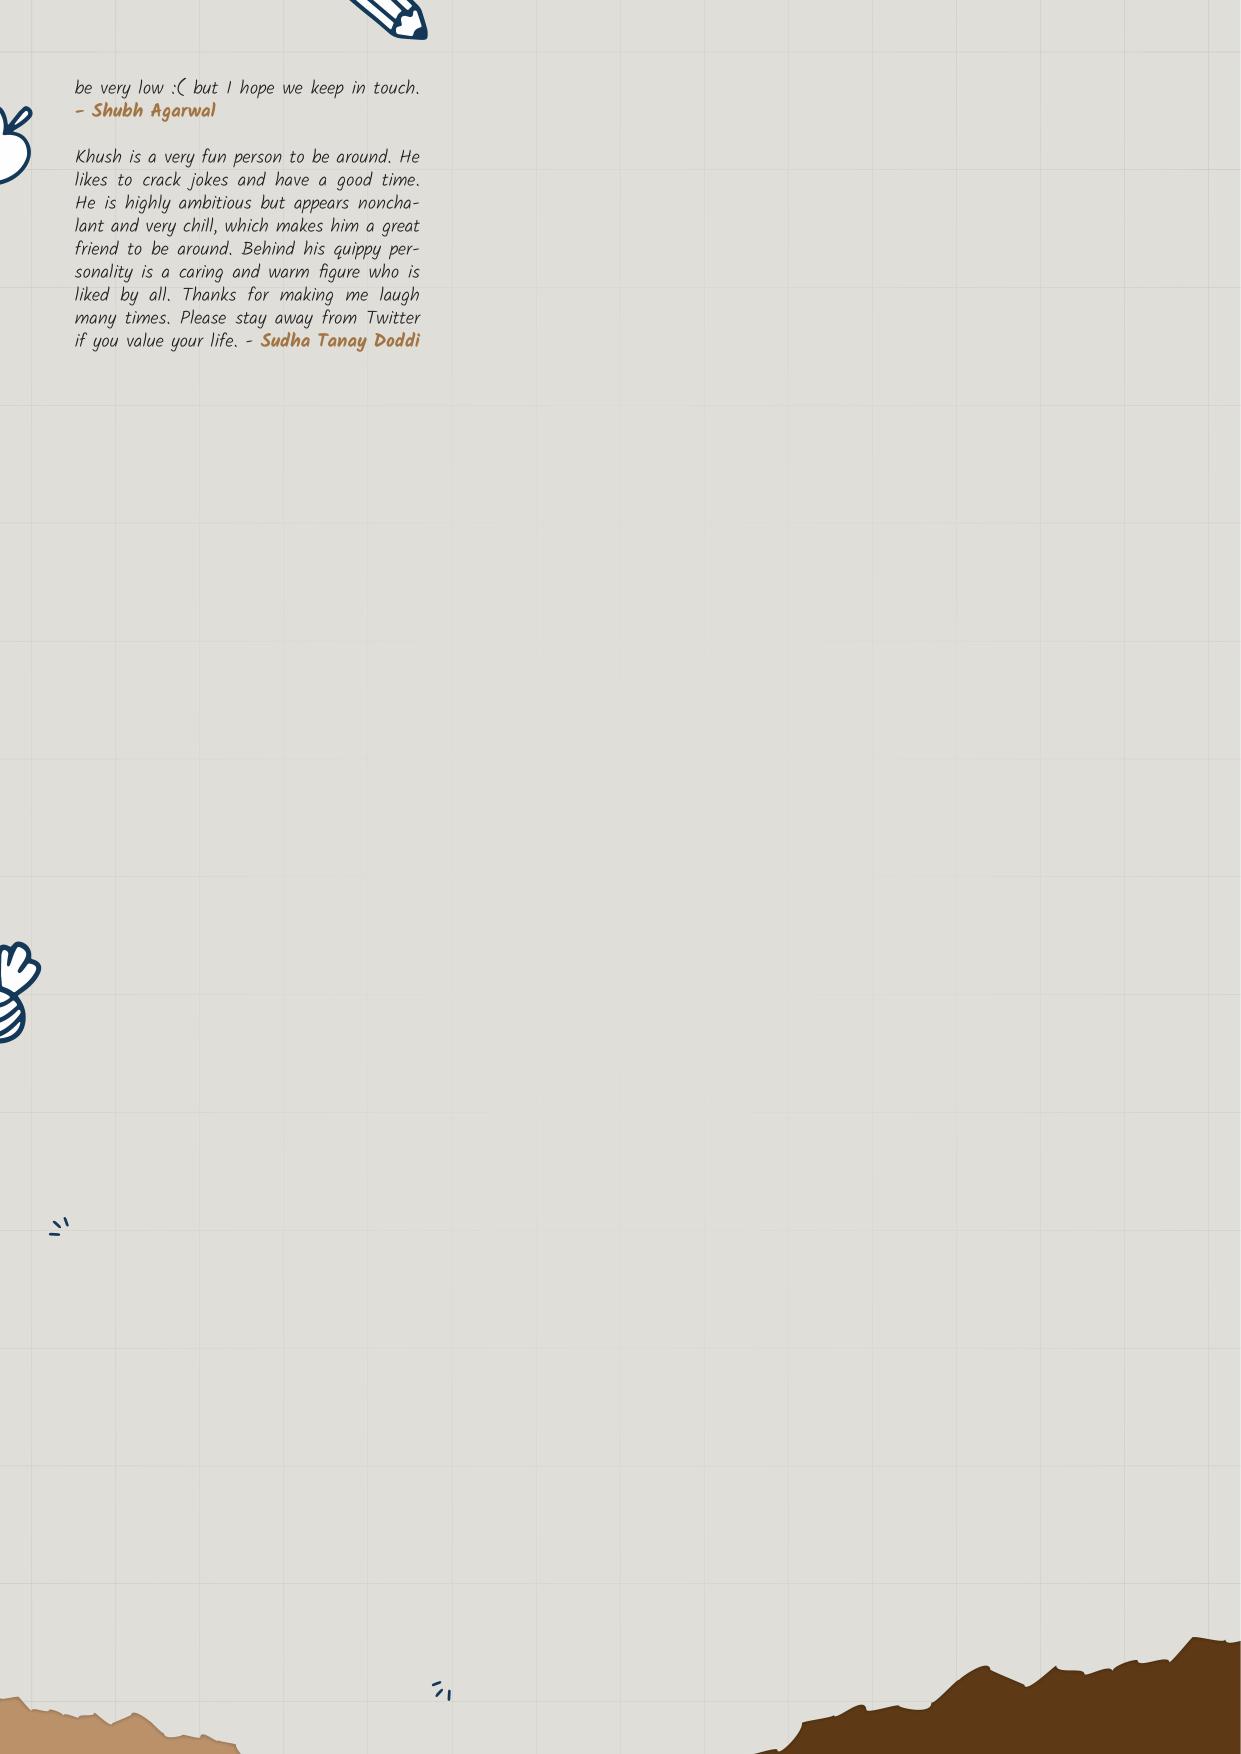 be very low :( but I hope we keep in touch.
– Shubh Agarwal
Khush is a very fun person to be around. He
likes to crack jokes and have a good time.
He is highly ambitious but appears noncha-
lant and very chill, which makes him a great
friend to be around. Behind his quippy per-
sonality is a caring and warm figure who is
liked by all. Thanks for making me laugh
many times. Please stay away from Twitter
if you value your life. - Sudha Tanay Doddi